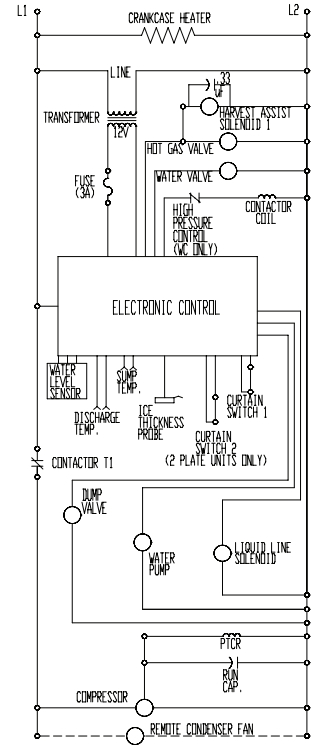 L1
L2
CRANKCASE HEATER
LINE
.33
UF
TRANSFORMER
12V
HARVEST ASSIST
SOLENOID 1
HOT GAS VALVE
WATER VALVE
FUSE
(3A)
HIGH
PRESSURE
CONTROL
(WC ONLY)
CONTACTOR
COIL
ELECTRONIC CONTROL
WATER
LEVEL
SENSOR
SUMP
TEMP.
DISCHARGE
TEMP.
ICE
THICKNESS
PROBE
CURTAIN
SWITCH 1
CURTAIN
SWITCH 2
(2 PLATE UNITS ONLY)
CONTACTOR T1
DUMP
VALVE
WATER
PUMP
LIQUID LINE
SOLENOID
PTCR
RUN
CAP.
COMPRESSOR
REMOTE CONDENSER FAN